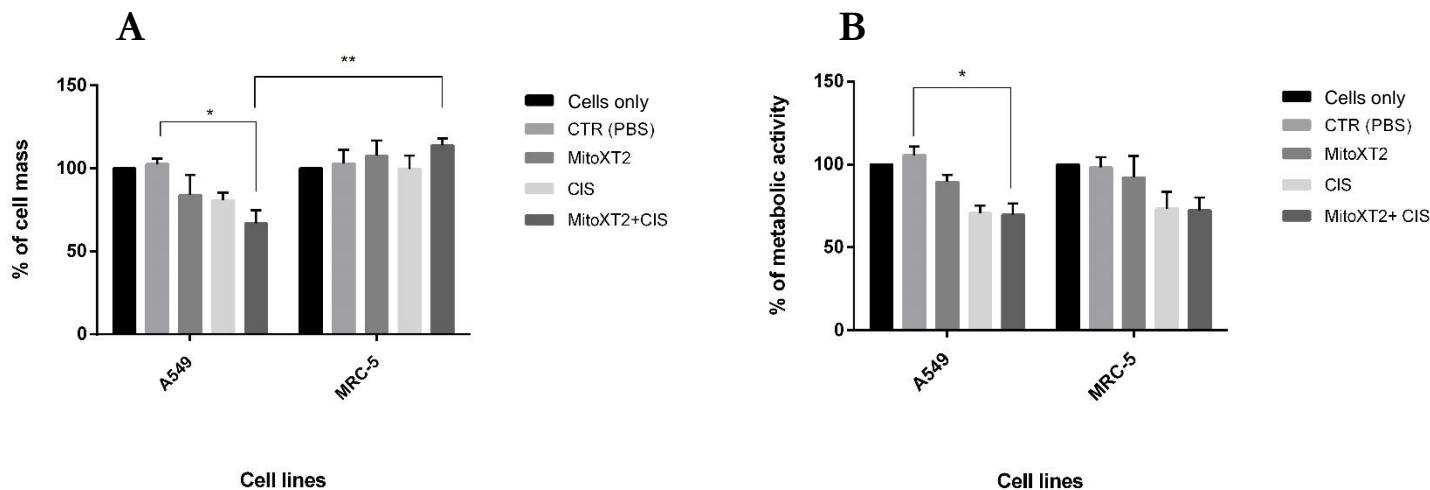 A
**
*
150
100
50
0
% of cell mass
A549
MRC-5
Cell lines
Cells only
CTR (PBS)
MitoXT2
CIS
MitoXT2+CIS
B
*
150
100
50
0
% of metabolic activity
A549
MRC-5
Cell lines
Cells only
CTR (PBS)
MitoXT2
CIS
MitoXT2+ CIS